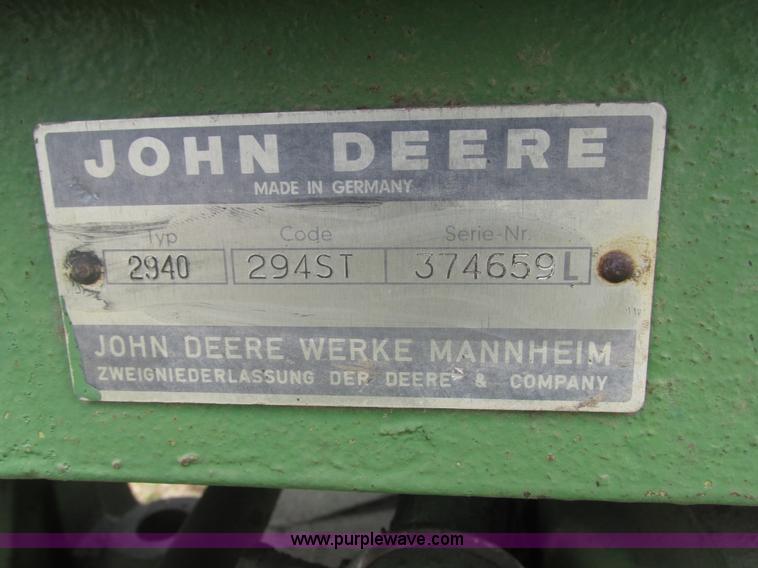 JOHN DEERE
MADE IN GERMANY
Typ Code Serie-Nr.
2940 294ST 374659L
JOHN DEERE WERKE MANNHEIM
ZWEIGNIEDERLASSUNG DER DEERE & COMPANY
www.purplewave.com